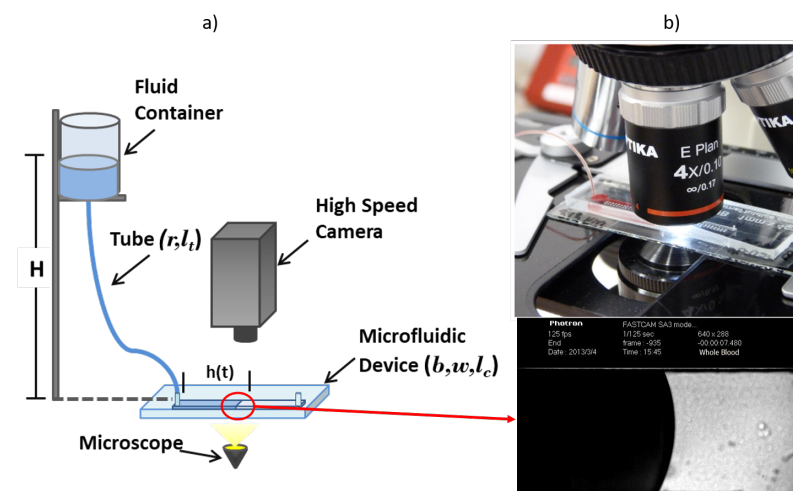 a)
Fluid
Container
Tube (r,lt)
H
High Speed
Camera
h(t)
Microfluidic
Device (b,w,lc)
Microscope
b)
TIKA
E Plan
4X/0.10
∞/0.17
TIKA
Photron FASTCAM SA3 mode...
125 fps 1/125 sec 640 x 288
End frame : -935 -00:00:07.480
Date : 2013/3/4 Time : 15:45 Whole Blood